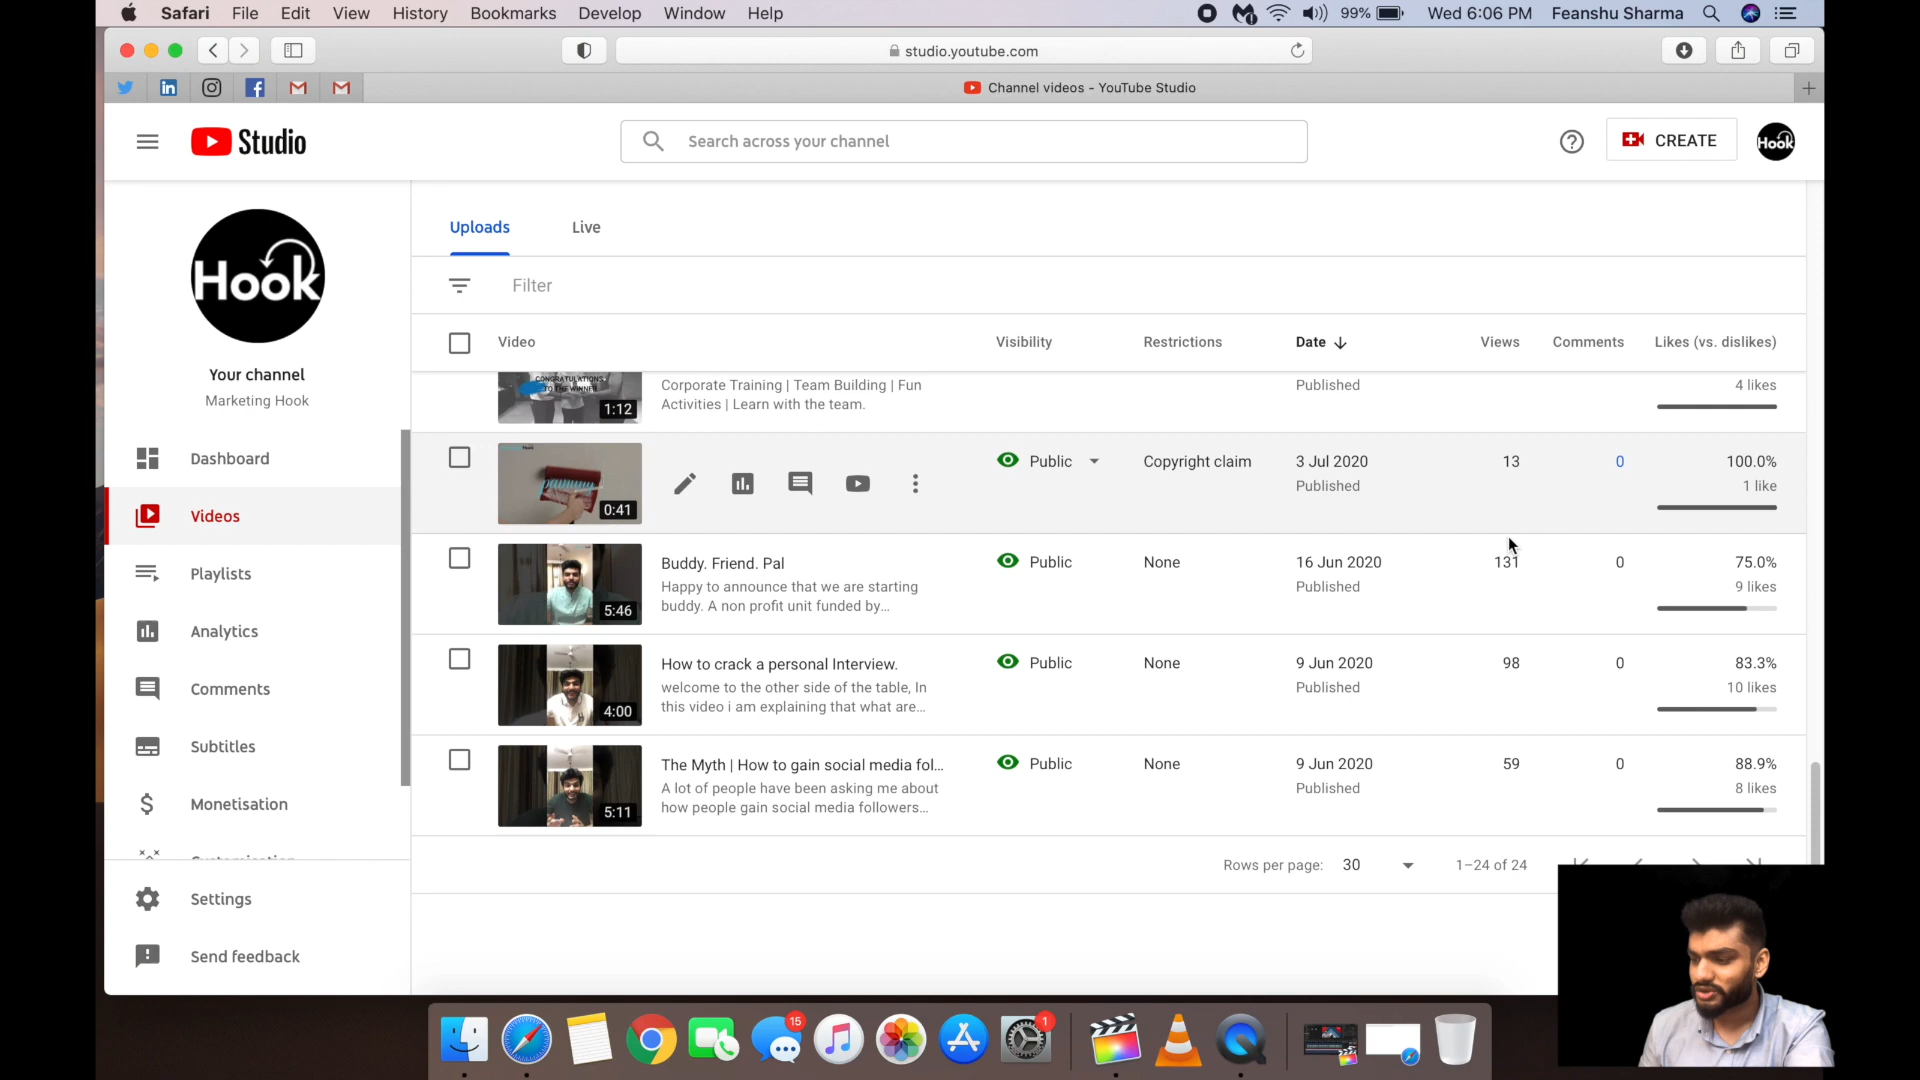 Safari File Edit View History Bookmarks Develop Window Help 99% Wed 6:06 PM Feanshu Sharma
studio.youtube.com
Channel videos - YouTube Studio
Studio
Search across your channel
CREATE
Hook
Hook
Your channel
Marketing Hook
Dashboard
Videos
Playlists
Analytics
Comments
Subtitles
Monetisation
Settings
Send feedback
Uploads Live
Filter
Video Visibility Restrictions Date Views Comments Likes (vs. dislikes)
CONGRATULATIONS
TO THE WINNER
1:12
Corporate Training | Team Building | Fun
Activities | Learn with the team.
Published
4 likes
0:41
Public Copyright claim 3 Jul 2020 13 0 100.0%
Published 1 like
5:46
Buddy. Friend. Pal Public None 16 Jun 2020 131 0 75.0%
Happy to announce that we are starting Published 9 likes
buddy. A non profit unit funded by...
4:00
How to crack a personal Interview. Public None 9 Jun 2020 98 0 83.3%
welcome to the other side of the table, In Published 10 likes
this video i am explaining that what are...
5:11
The Myth | How to gain social media fol... Public None 9 Jun 2020 59 0 88.9%
A lot of people have been asking me about Published 8 likes
how people gain social media followers...
Rows per page: 30 1–24 of 24
15
1